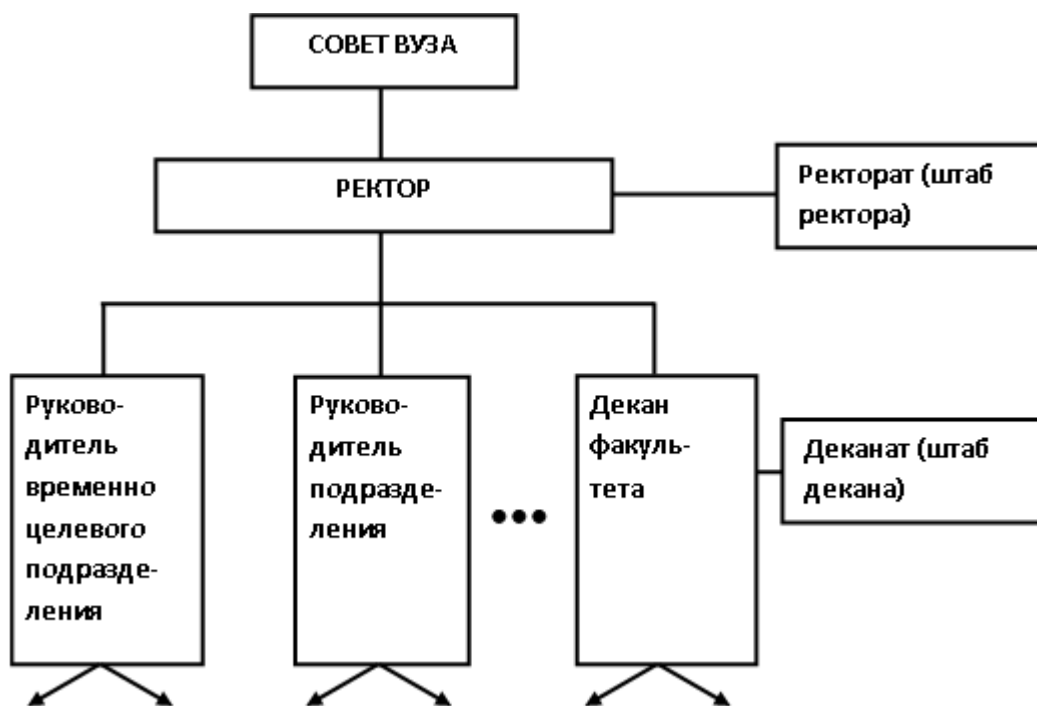 СОВЕТ ВУЗА
РЕКТОР
Ректорат (штаб
ректора)
Руково-
дитель
временно
целевого
подразде-
ления
Руково-
дитель
подразде-
ления
Декан
факуль-
тета
Деканат (штаб
декана)